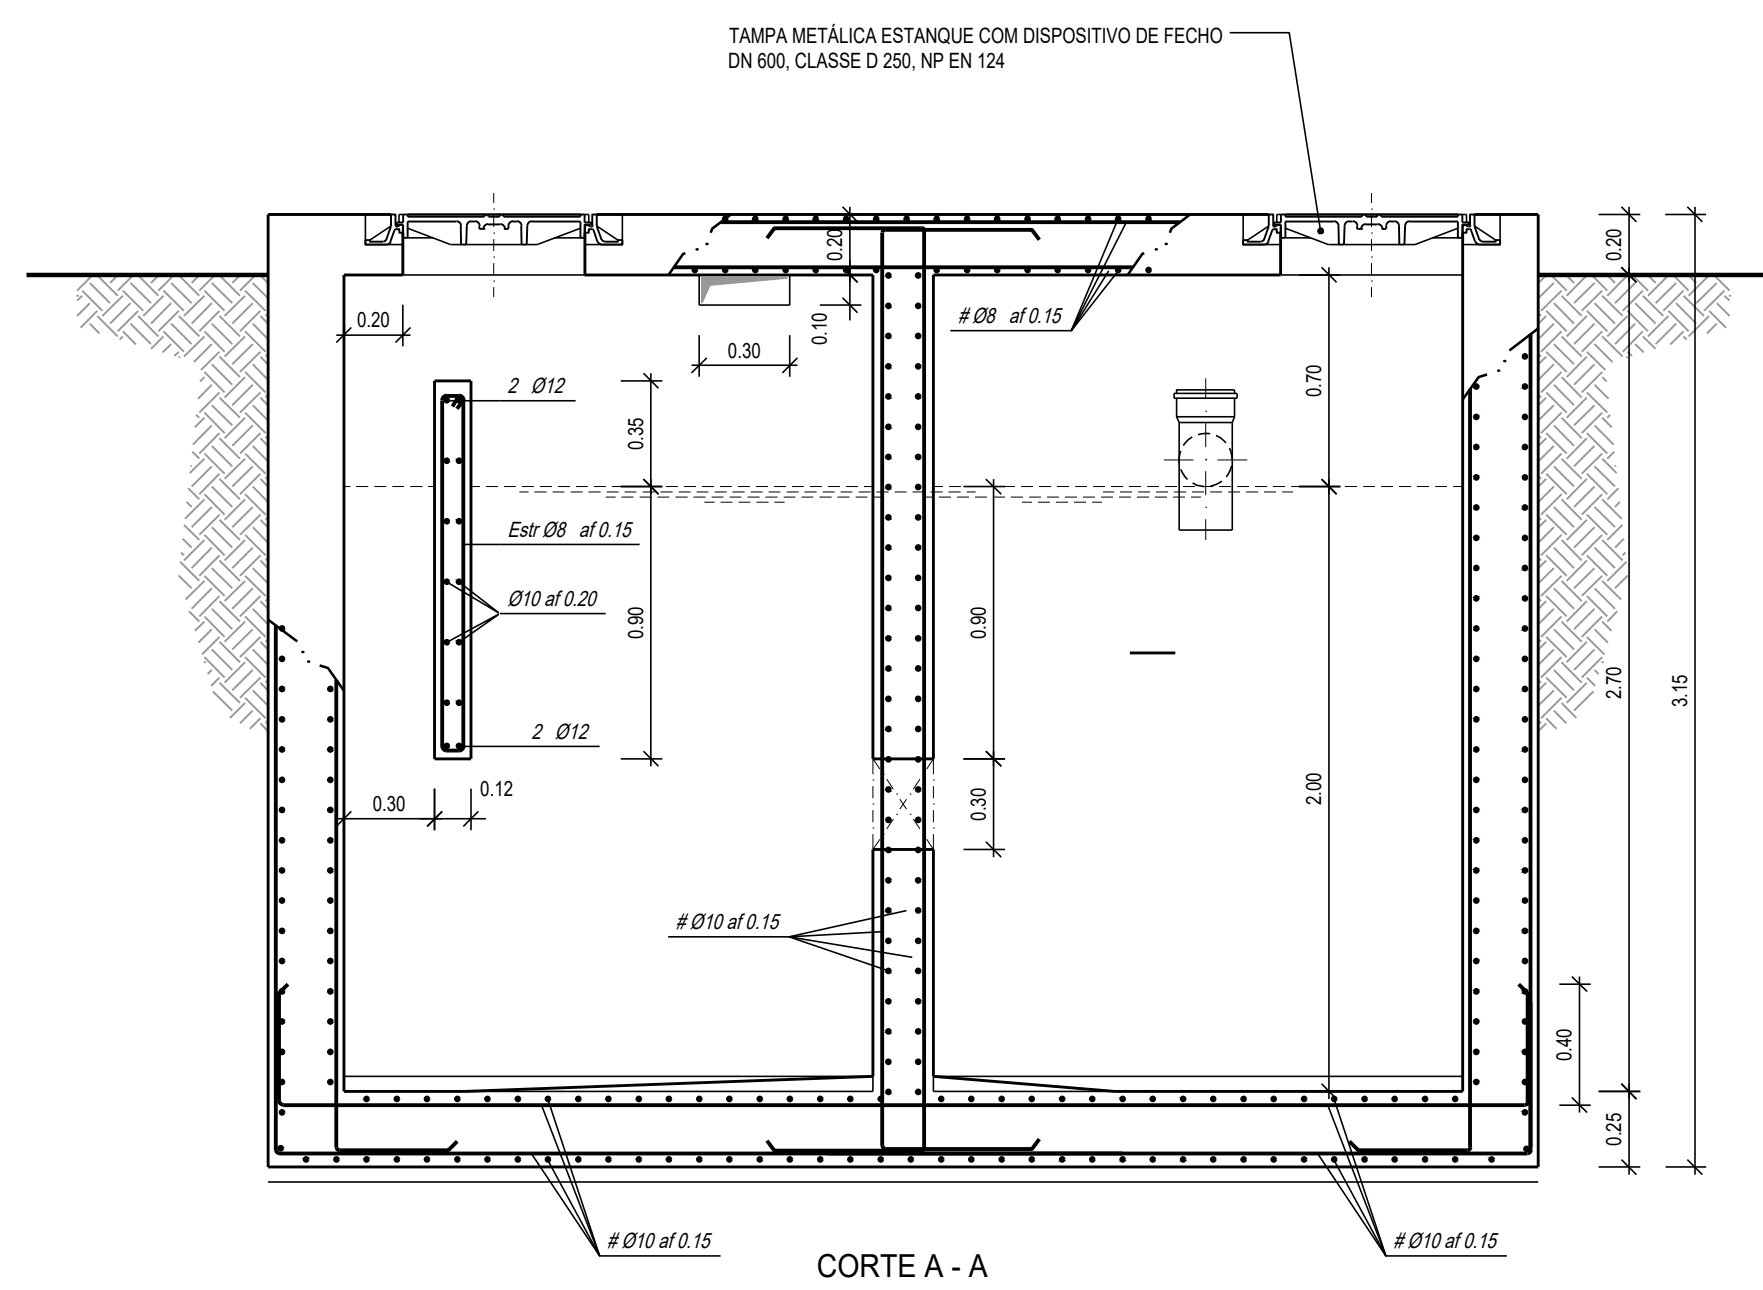 TAMPA METÁLICA ESTANQUE COM DISPOSITIVO DE FECHO
DN 600, CLASSE D 250, NP EN 124
0.20
0.20
0.10
# Ø8 af 0.15
0.20
0.30
0.70
2 Ø12
0.35
Estr Ø8 af 0.15
Ø10 af 0.20
0.90
0.90
2.70
3.15
2 Ø12
0.30
0.12
0.30
2.00
# Ø10 af 0.15
0.40
0.25
# Ø10 af 0.15
# Ø10 af 0.15
CORTE A - A